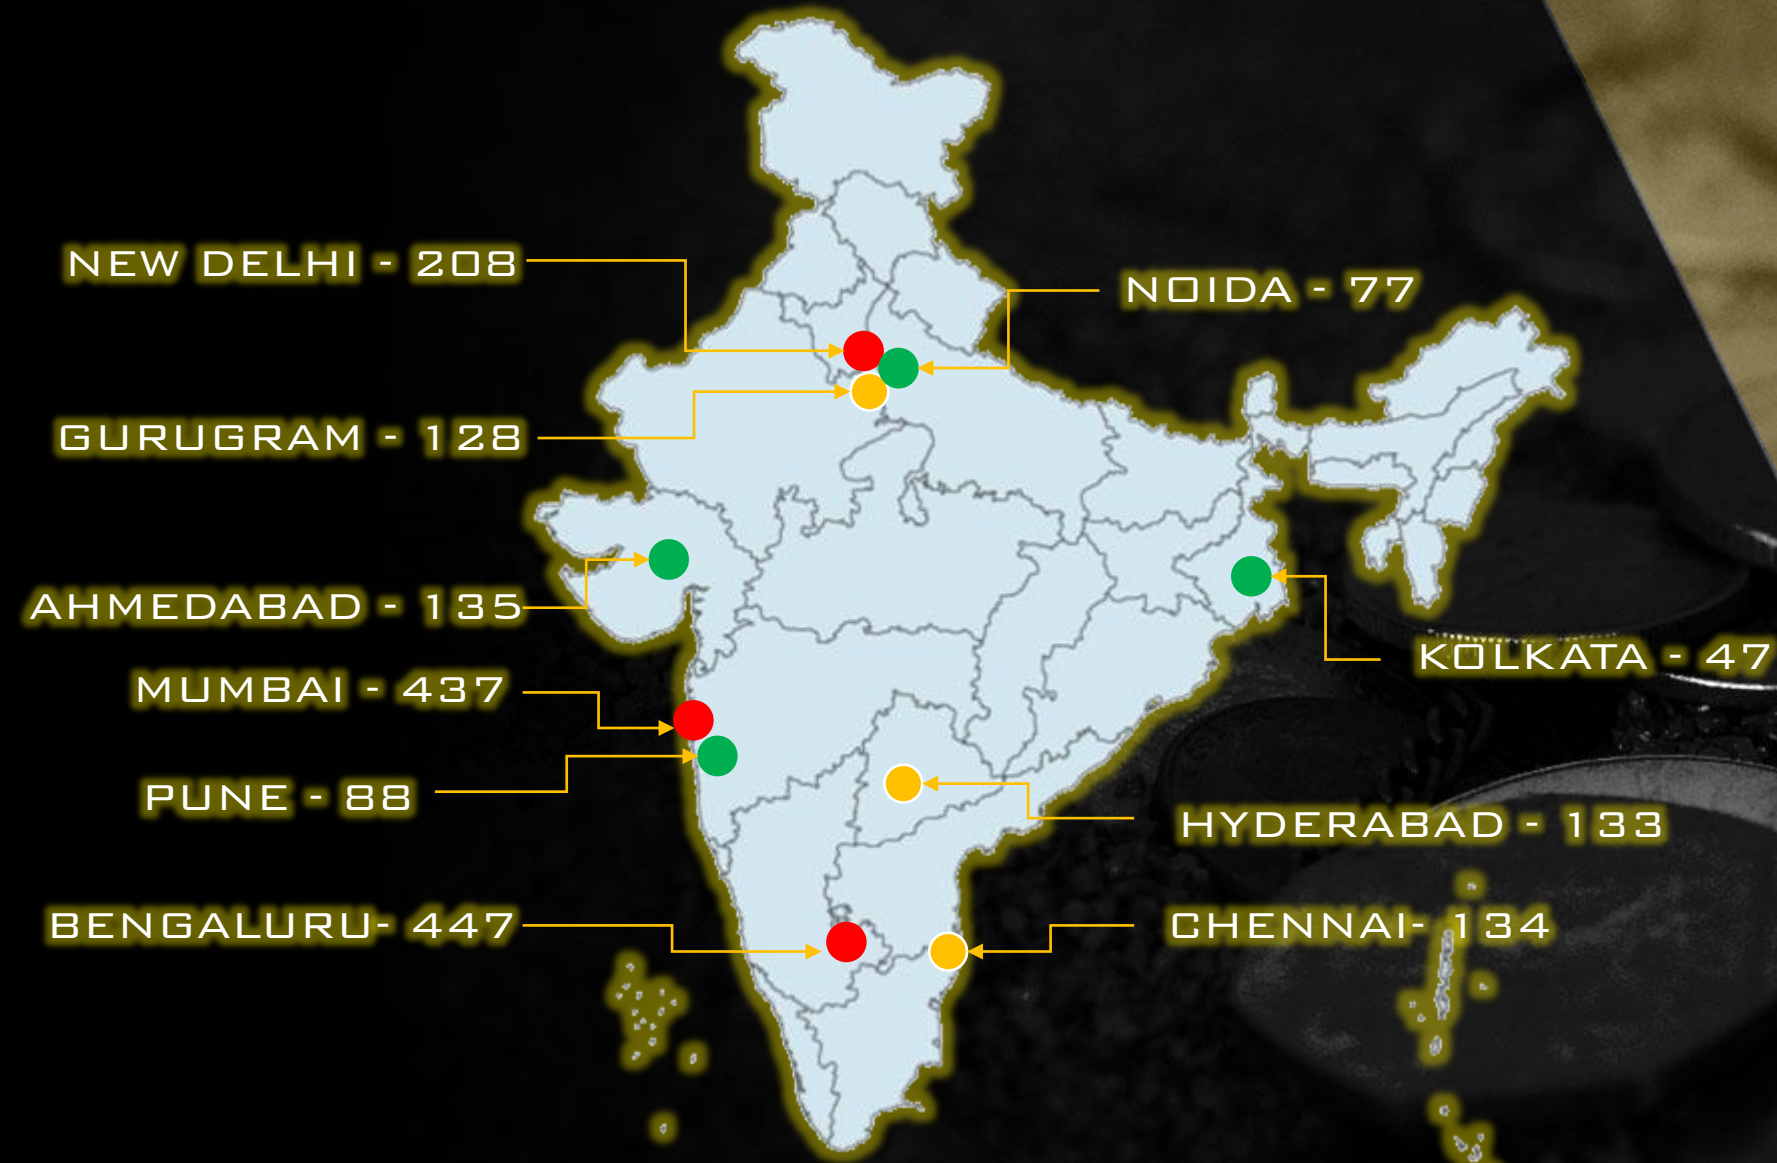 NEW DELHI - 208
NOIDA - 77
GURUGRAM - 128
AHMEDABAD - 135
KOLKATA - 47
MUMBAI - 437
PUNE - 88
HYDERABAD - 133
BENGALURU- 447
CHENNAI- 134